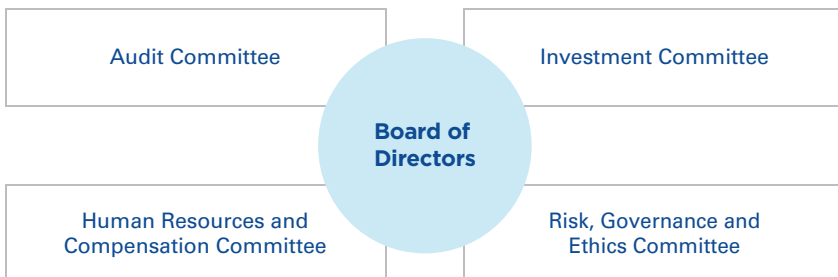 Audit Committee
Investment Committee
Board of
Directors
Human Resources and
Compensation Committee
Risk, Governance and
Ethics Committee